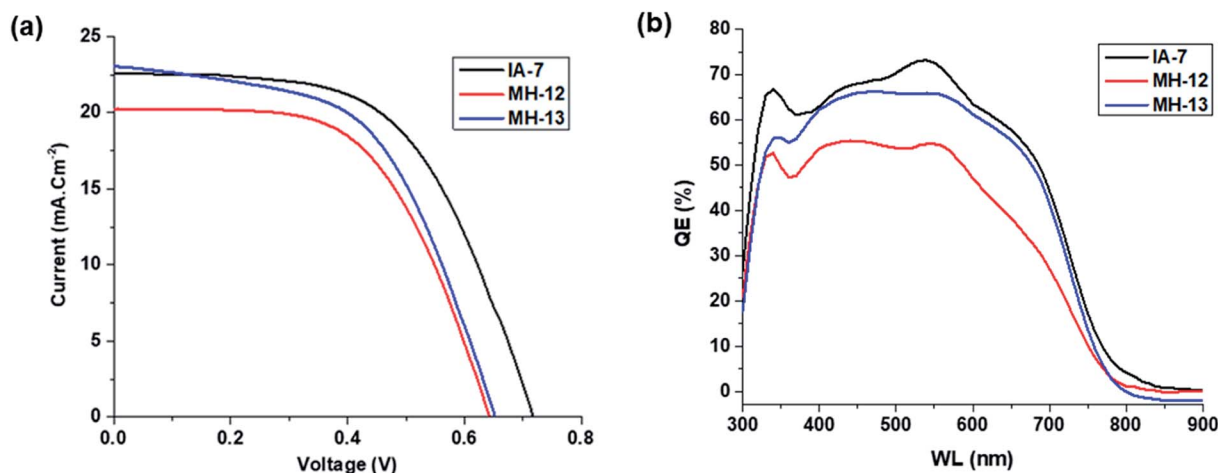 (a)
25
20
15
10
5
0
0.0 0.2 0.4 0.6 0.8
Current (mA.Cm-2)
Voltage (V)
IA-7
MH-12
MH-13
(b)
80
70
60
50
40
30
20
10
0
300 400 500 600 700 800 900
QE (%)
WL (nm)
IA-7
MH-12
MH-13